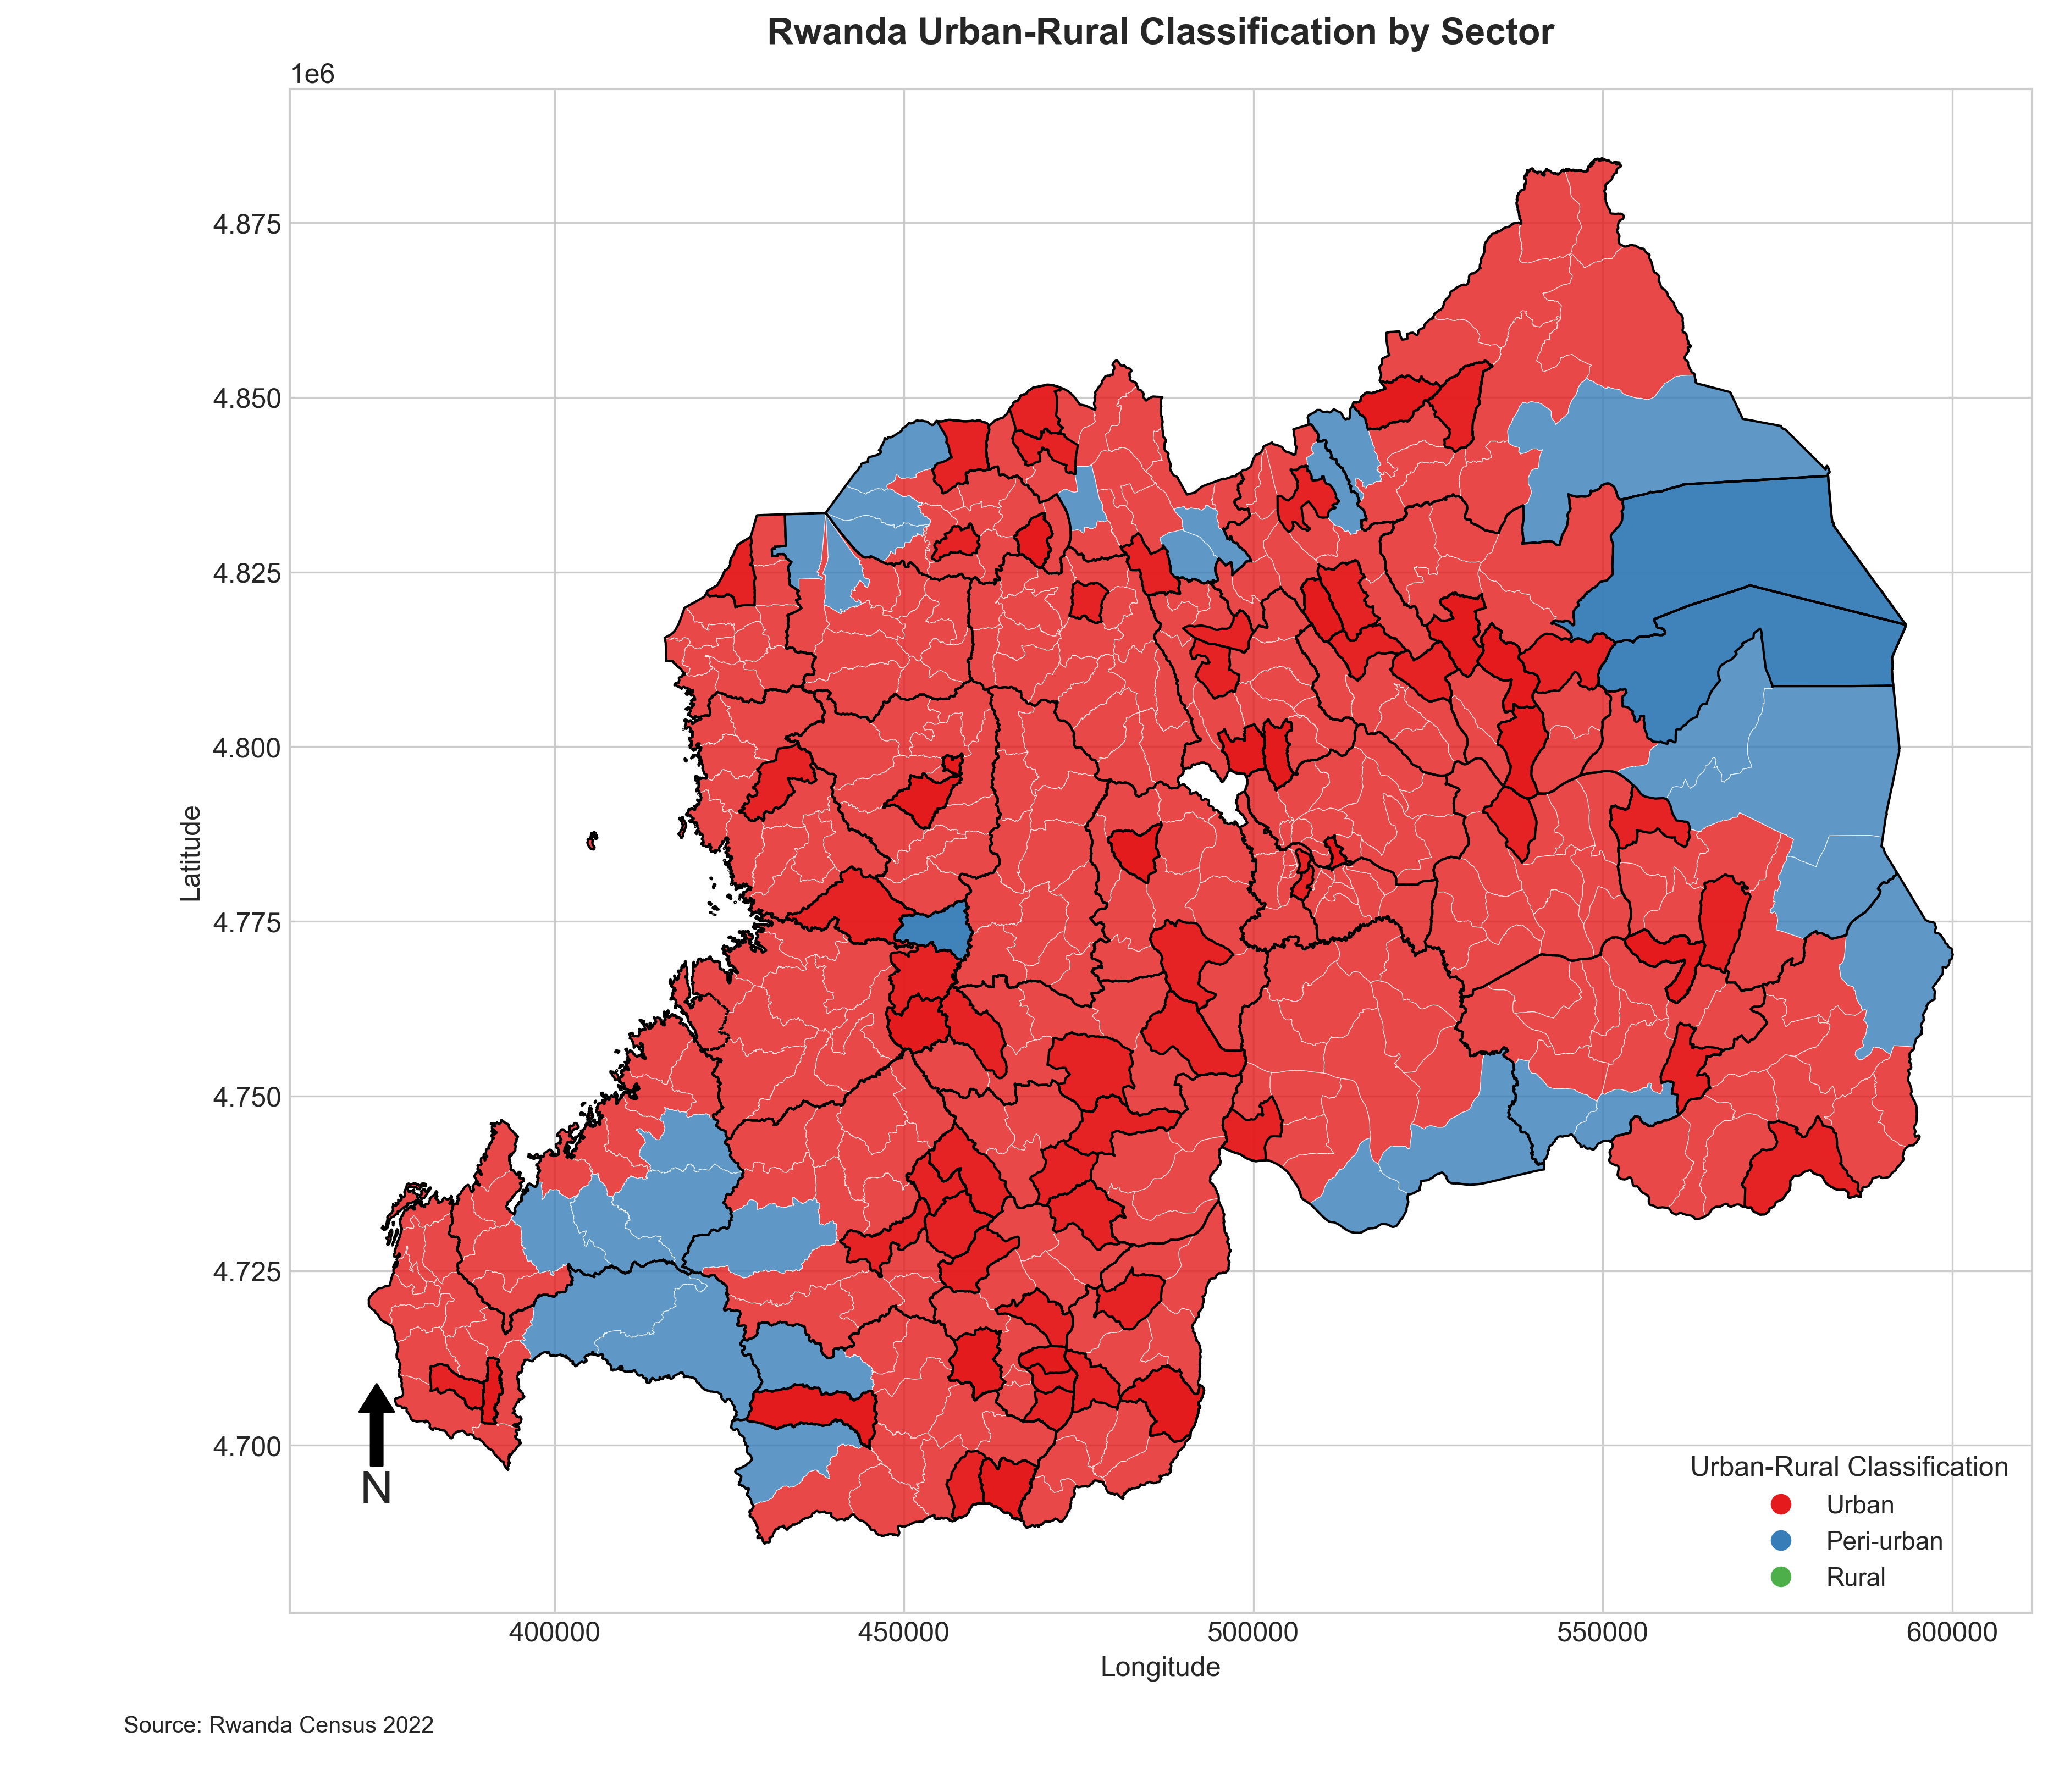 Rwanda Urban-Rural Classification by Sector
1e6
4.875
4.850
4.825
4.800
4.775
4.750
4.725
4.700
Latitude
N
Urban-Rural Classification
Urban
Peri-urban
Rural
400000 450000 500000 550000 600000
Longitude
Source: Rwanda Census 2022